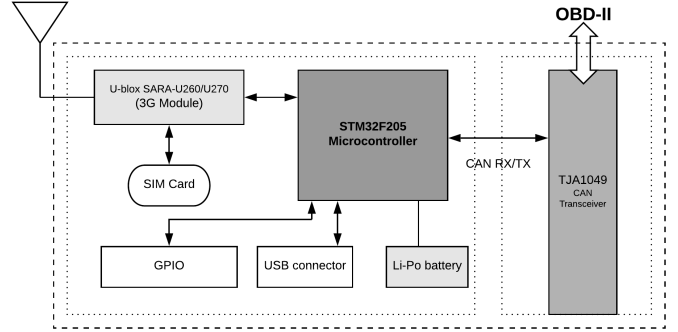 OBD-II
U-blox SARA-U260/U270
(3G Module)
STM32F205
Microcontroller
CAN RX/TX
TJA1049
CAN
Transceiver
SIM Card
GPIO
USB connector
Li-Po battery